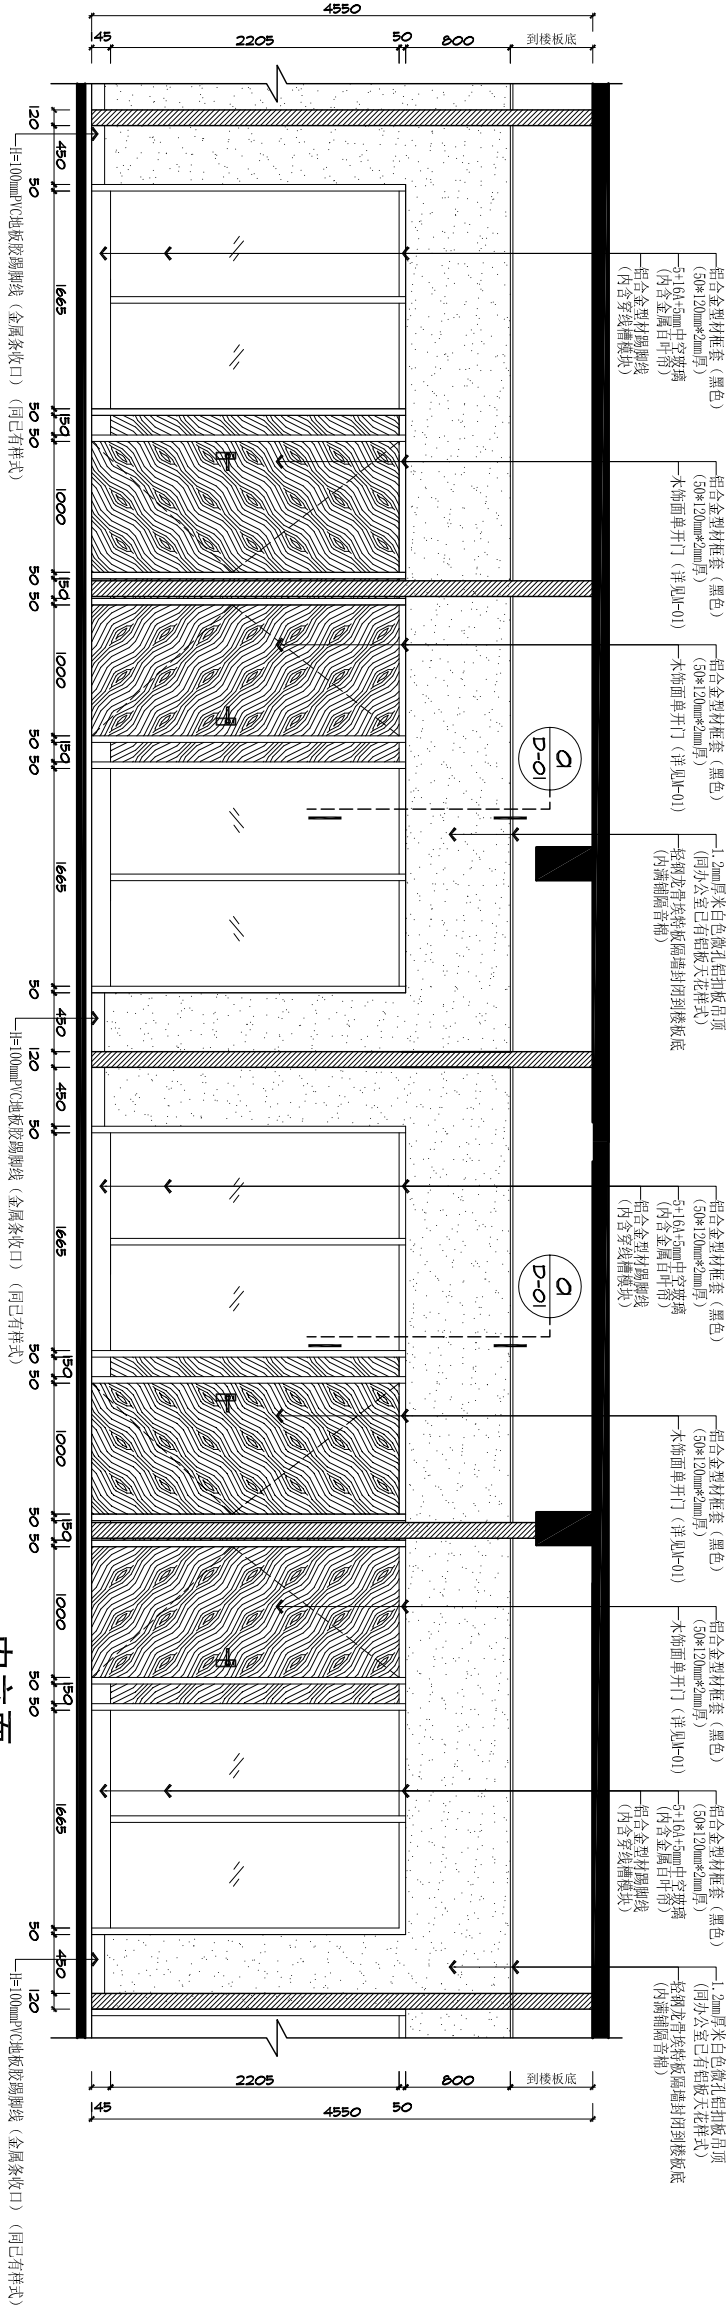 4550
145
2205
50
800
到楼板底
铝合金型材框套（黑色）
(50*120mm*2mm厚)
5+16A+5mm中空玻璃
(内含金属百叶帘)
铝合金型材踢脚线
(内含穿线槽模块)
铝合金型材框套（黑色）
(50*120mm*2mm厚)
木饰面单开门（详见M-01)
铝合金型材框套（黑色）
(50*120mm*2mm厚)
木饰面单开门（详见M-01)
1.2mm厚米白色微孔铝扣板吊顶
(同办公室已有铝板天花样式)
轻钢龙骨埃特板隔墙封闭到楼板底
(内满铺隔音棉)
铝合金型材框套（黑色）
(50*120mm*2mm厚)
5+16A+5mm中空玻璃
(内含金属百叶帘)
铝合金型材踢脚线
(内含穿线槽模块)
铝合金型材框套（黑色）
(50*120mm*2mm厚)
木饰面单开门（详见M-01)
铝合金型材框套（黑色）
(50*120mm*2mm厚)
木饰面单开门（详见M-01)
铝合金型材框套（黑色）
(50*120mm*2mm厚)
5+16A+5mm中空玻璃
(内含金属百叶帘)
铝合金型材踢脚线
(内含穿线槽模块)
1.2mm厚米白色微孔铝扣板吊顶
(同办公室已有铝板天花样式)
轻钢龙骨埃特板隔墙封闭到楼板底
(内满铺隔音棉)
01
D-01
01
D-01
120
450
50
1665
50
150
50
1000
50
150
50
1000
50
150
50
1665
50
450
120
450
50
1665
50
150
50
1000
50
150
50
1000
50
150
50
1665
50
450
120
H=100mmPVC地板胶踢脚线（金属条收口）（同已有样式）
H=100mmPVC地板胶踢脚线（金属条收口）（同已有样式）
H=100mmPVC地板胶踢脚线（金属条收口）（同已有样式）
到楼板底
800
50
2205
145
4550